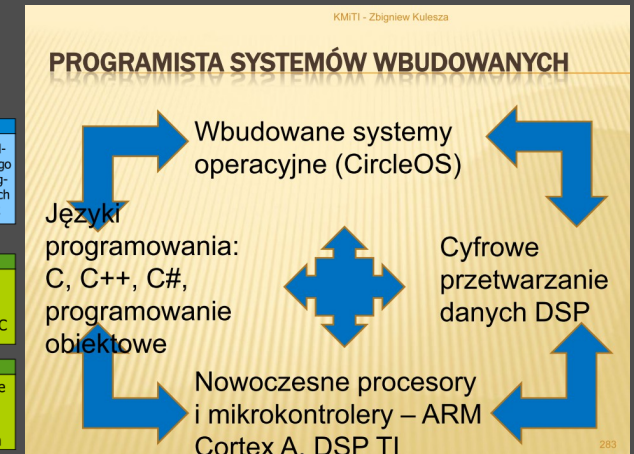 KMiTI - Zbigniew Kulesza
PROGRAMISTA SYSTEMÓW WBUDOWANYCH
Wbudowane systemy
operacyjne (CircleOS)
Języki
programowania:
C, C++, C#,
programowanie
obiektowe
Cyfrowe
przetwarzanie
danych DSP
Nowoczesne procesory
i mikrokontrolery – ARM
Cortex A, DSP TI
283